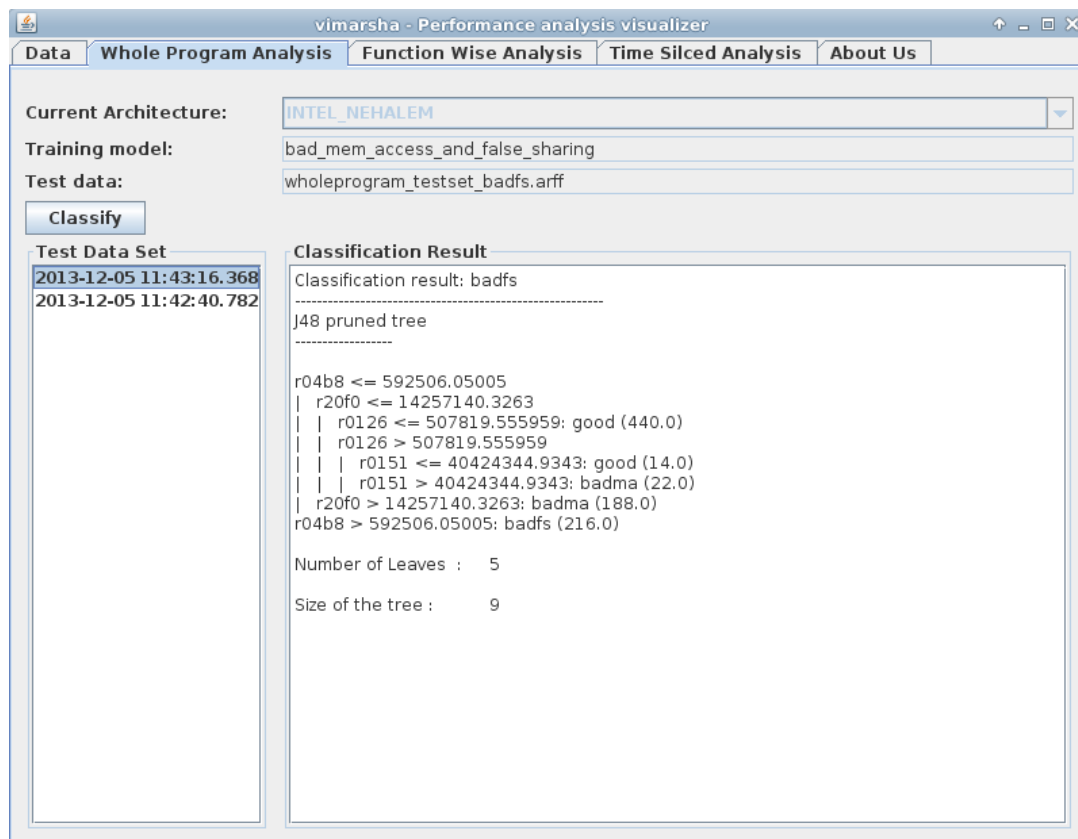 vimarsha - Performance analysis visualizer
Data Whole Program Analysis Function Wise Analysis Time Silced Analysis About Us
Current Architecture: INTEL_NEHALEM
Training model: bad_mem_access_and_false_sharing
Test data: wholeprogram_testset_badfs.arff
Classify
Test Data Set
2013-12-05 11:43:16.368
2013-12-05 11:42:40.782
Classification Result
Classification result: badfs
---------------------------------------------------------
J48 pruned tree
------------------
r04b8 <= 592506.05005
| r20f0 <= 14257140.3263
| | r0126 <= 507819.555959: good (440.0)
| | r0126 > 507819.555959
| | | r0151 <= 40424344.9343: good (14.0)
| | | r0151 > 40424344.9343: badma (22.0)
| r20f0 > 14257140.3263: badma (188.0)
r04b8 > 592506.05005: badfs (216.0)
Number of Leaves : 5
Size of the tree : 9